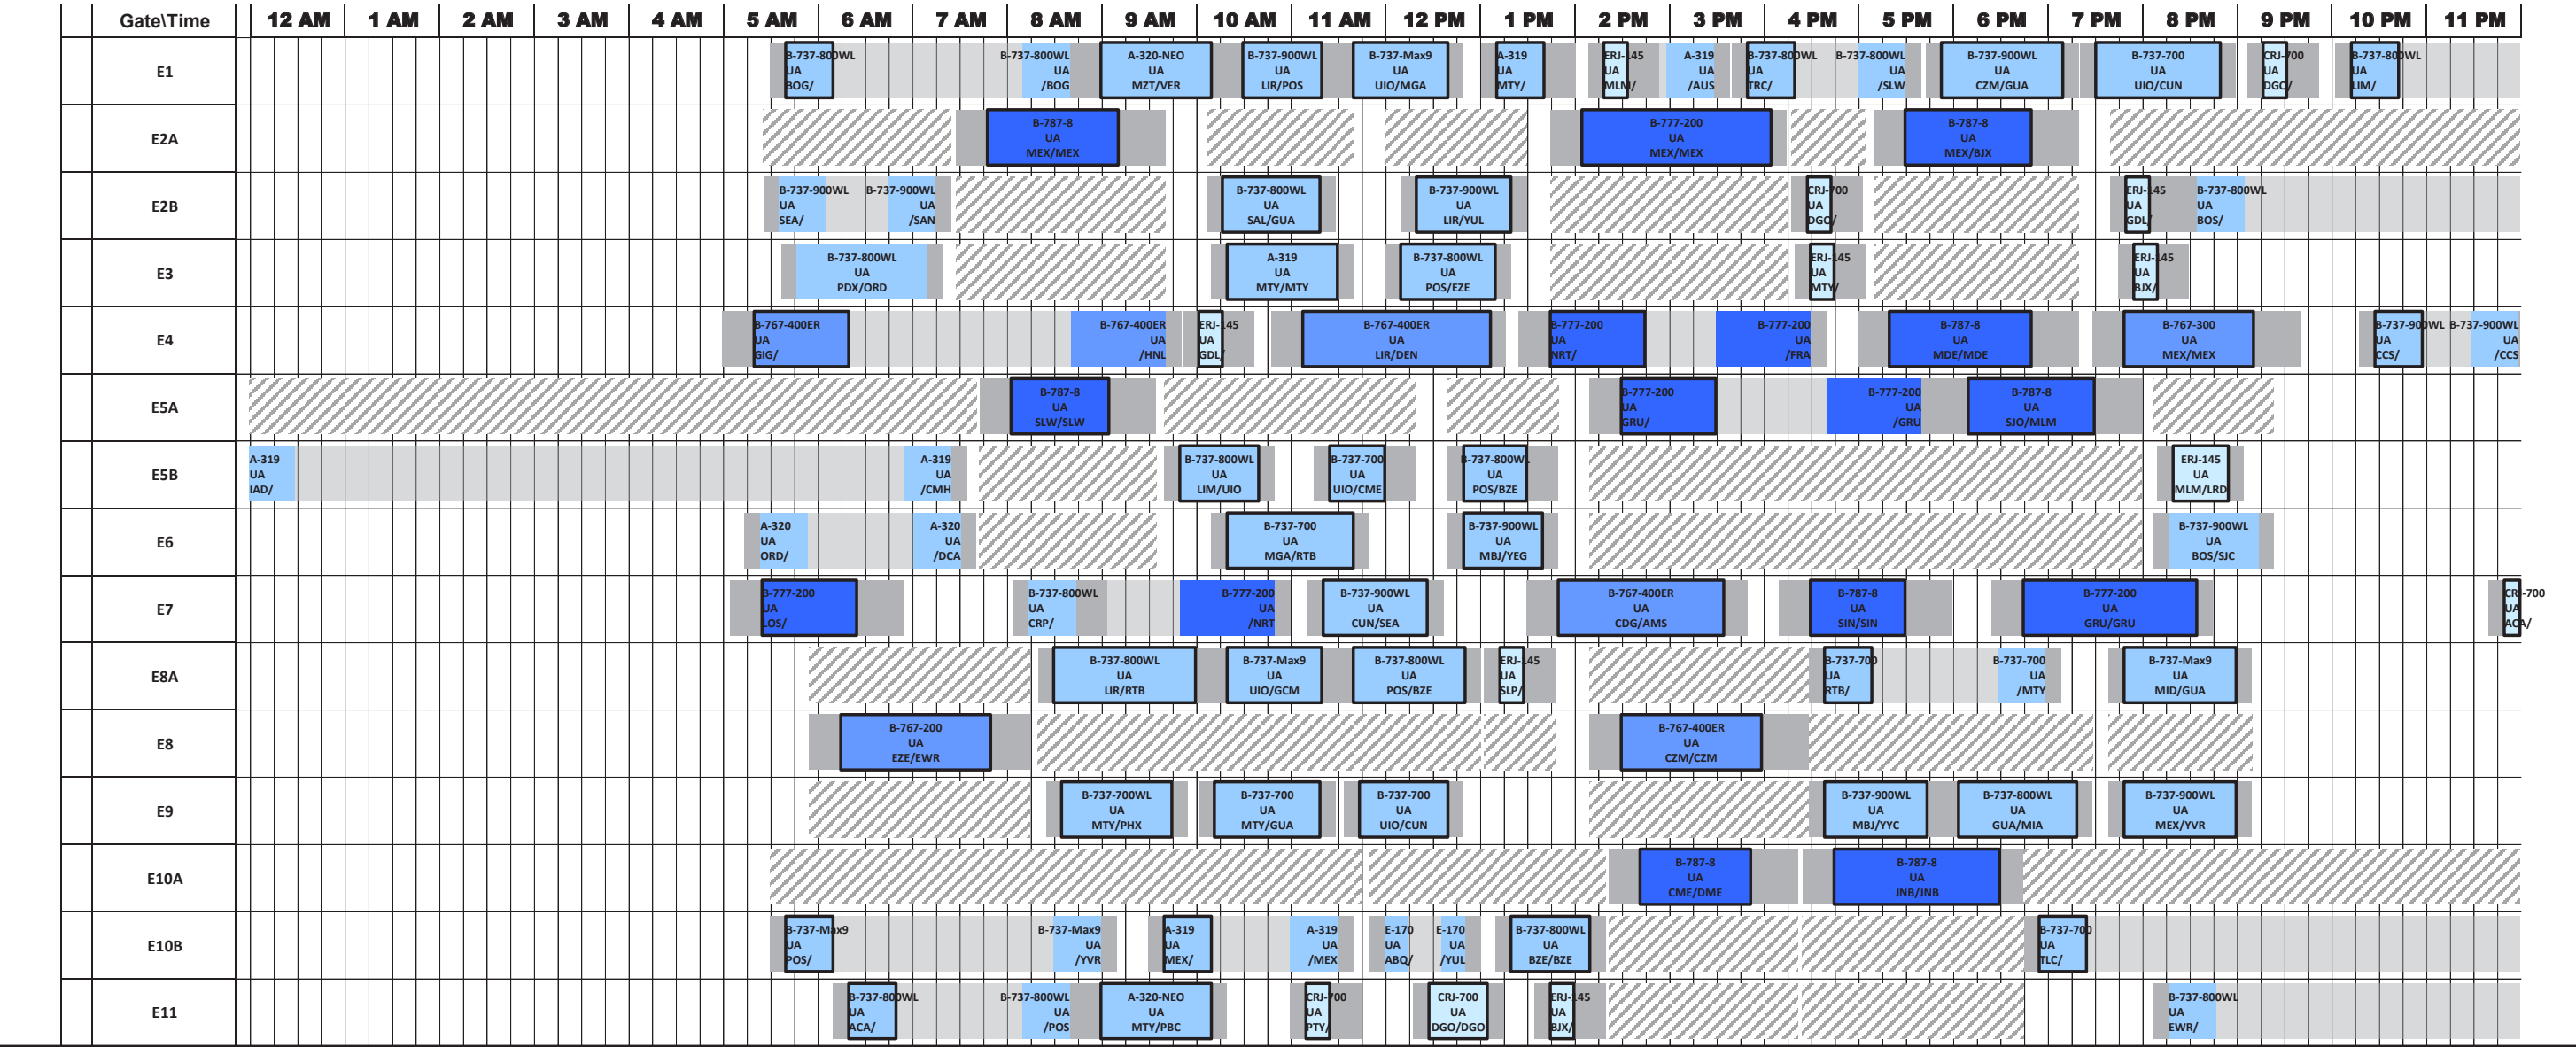 Gate\Time 12 AM 1 AM 2 AM 3 AM 4 AM 5 AM 6 AM 7 AM 8 AM 9 AM 10 AM 11 AM 12 PM 1 PM 2 PM 3 PM 4 PM 5 PM 6 PM 7 PM 8 PM 9 PM 10 PM 11 PM
E1
B-737-800WL B-737-800WL A-320-NEO B-737-900WL B-737-Max9 A-319 ERJ-145 A-319 B-737-800WL B-737-800WL B-737-900WL B-737-700 CRJ-700 B-737-800WL
UA UA UA UA UA UA UA UA UA UA UA UA UA UA
BOG/ /BOG MZT/VER LIR/POS UIO/MGA MTY/ MLM/ /AUS TRC/ /SLW CZM/GUA UIO/CUN DGO/ LIM/
E2A
B-787-8 B-777-200 B-787-8
UA UA UA
MEX/MEX MEX/MEX MEX/BJX
E2B
B-737-900WL B-737-900WL B-737-800WL B-737-900WL CRJ-700 ERJ-145 B-737-800WL
UA UA UA UA UA UA UA
SEA/ /SAN SAL/GUA LIR/YUL DGO/ GDL/ BOS/
E3
B-737-800WL A-319 B-737-800WL ERJ-145 ERJ-145
UA UA UA UA UA
PDX/ORD MTY/MTY POS/EZE MTY/ BJX/
E4
B-767-400ER B-767-400ER ERJ-145 B-767-400ER B-777-200 B-777-200 B-787-8 B-767-300 B-737-900WL B-737-900WL
UA UA UA UA UA UA UA UA UA UA
GIG/ /HNL GDL/ LIR/DEN NRT/ /FRA MDE/MDE MEX/MEX CCS/ /CCS
E5A
B-787-8 B-777-200 B-777-200 B-787-8
UA UA UA UA
SLW/SLW GRU/ /GRU SJO/MLM
E5B
A-319 A-319 B-737-800WL B-737-700 B-737-800WL ERJ-145
UA UA UA UA UA UA
IAD/ /CMH LIM/UIO UIO/CME POS/BZE MLM/LRD
E6
A-320 A-320 B-737-700 B-737-900WL B-737-900WL
UA UA UA UA UA
ORD/ /DCA MGA/RTB MBJ/YEG BOS/SJC
E7
B-777-200 B-737-800WL B-777-200 B-737-900WL B-767-400ER B-787-8 B-777-200 CRJ-700
UA UA UA UA UA UA UA UA
LOS/ CRP/ /NRT CUN/SEA CDG/AMS SIN/SIN GRU/GRU ACA/
E8A
B-737-800WL B-737-Max9 B-737-800WL ERJ-145 B-737-700 B-737-700 B-737-Max9
UA UA UA UA UA UA UA
LIR/RTB UIO/GCM POS/BZE SLP/ RTB/ /MTY MID/GUA
E8
B-767-200 B-767-400ER
UA UA
EZE/EWR CZM/CZM
E9
B-737-700WL B-737-700 B-737-700 B-737-900WL B-737-800WL B-737-900WL
UA UA UA UA UA UA
MTY/PHX MTY/GUA UIO/CUN MBJ/YYC GUA/MIA MEX/YVR
E10A
B-787-8 B-787-8
UA UA
CME/DME JNB/JNB
E10B
B-737-Max9 B-737-Max9 A-319 A-319 E-170 E-170 B-737-800WL B-737-700
UA UA UA UA UA UA UA UA
POS/ /YVR MEX/ /MEX ABQ/ /YUL BZE/BZE TLC/
E11
B-737-800WL B-737-800WL A-320-NEO CRJ-700 CRJ-700 ERJ-145 B-737-800WL
UA UA UA UA UA UA UA
ACA/ /POS MTY/PBC PTY/ DGO/DGO BJX/ EWR/